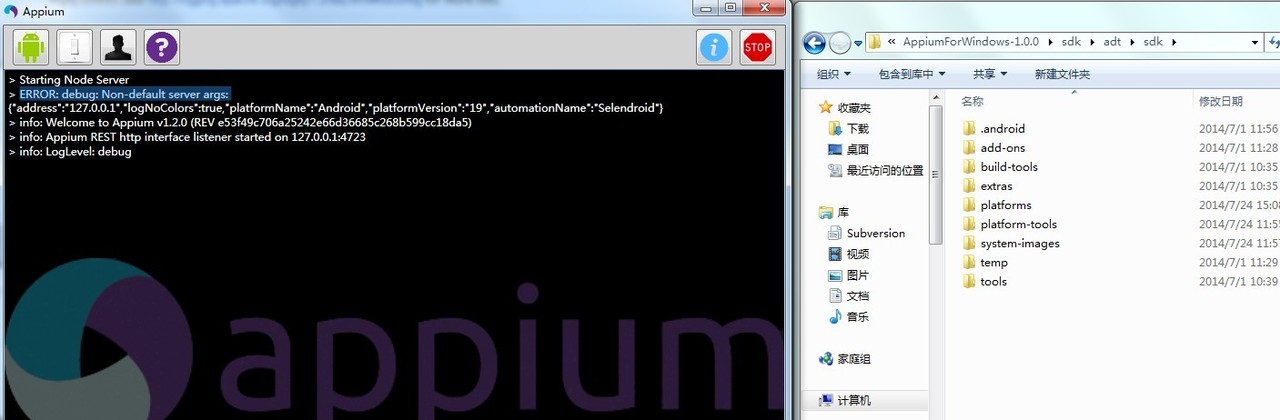 Appium
?
i
STOP
> Starting Node Server
> ERROR: debug: Non-default server args:
{"address":"127.0.0.1","logNoColors":true,"platformName":"Android","platformVersion":"19","automationName":"Selendroid"}
> info: Welcome to Appium v1.2.0 (REV e53f49c706a25242e66d36685c268b599cc18da5)
> info: Appium REST http interface listener started on 127.0.0.1:4723
> info: LogLevel: debug
appium
« AppiumForWindows-1.0.0 ▸ sdk ▸ adt ▸ sdk ▸
组织 包含到库中 共享 新建文件夹
收藏夹
下载
桌面
最近访问的位置
库
Subversion
视频
图片
文档
音乐
家庭组
计算机
名称 修改日期
.android 2014/7/1 11:56
add-ons 2014/7/1 11:28
build-tools 2014/7/1 10:35
extras 2014/7/1 10:35
platforms 2014/7/24 15:08
platform-tools 2014/7/24 11:5
system-images 2014/7/24 11:57
temp 2014/7/1 11:29
tools 2014/7/1 10:39